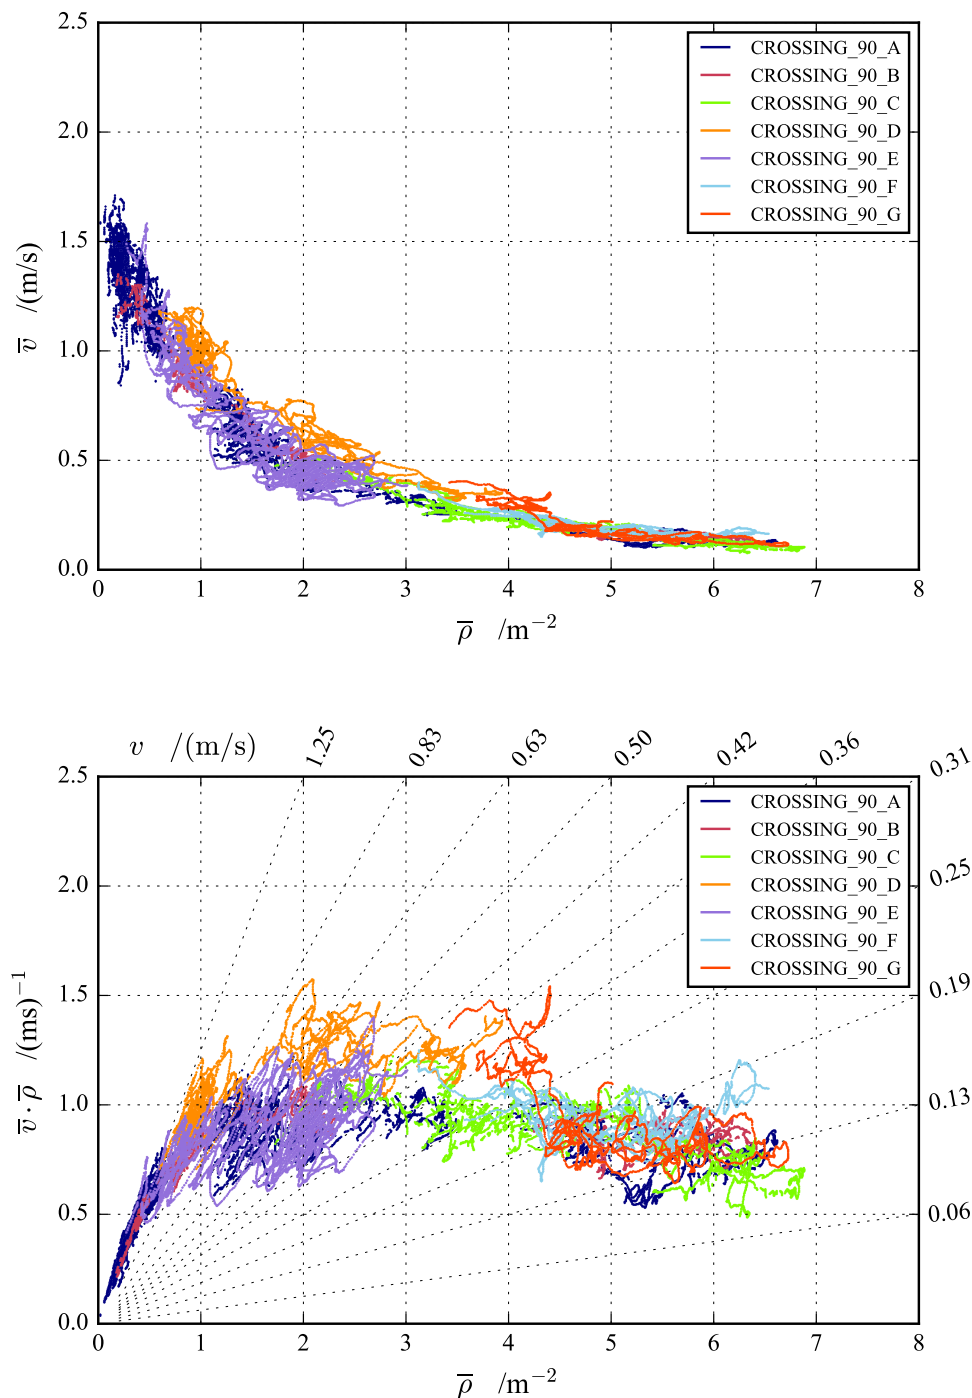 2.5
2.0
1.5
1.0
0.5
0.0
v̅ /(m/s)
CROSSING_90_A
CROSSING_90_B
CROSSING_90_C
CROSSING_90_D
CROSSING_90_E
CROSSING_90_F
CROSSING_90_G
0 1 2 3 4 5 6 7 8
ρ̅ /m⁻²
v /(m/s) 1.25 0.83 0.63 0.50 0.42 0.36 0.31
2.5
2.0
1.5
1.0
0.5
0.0
v̅ · ρ̅ /(ms)⁻¹
CROSSING_90_A
CROSSING_90_B
CROSSING_90_C
CROSSING_90_D
CROSSING_90_E
CROSSING_90_F
CROSSING_90_G
0.25
0.19
0.13
0.06
0 1 2 3 4 5 6 7 8
ρ̅ /m⁻²